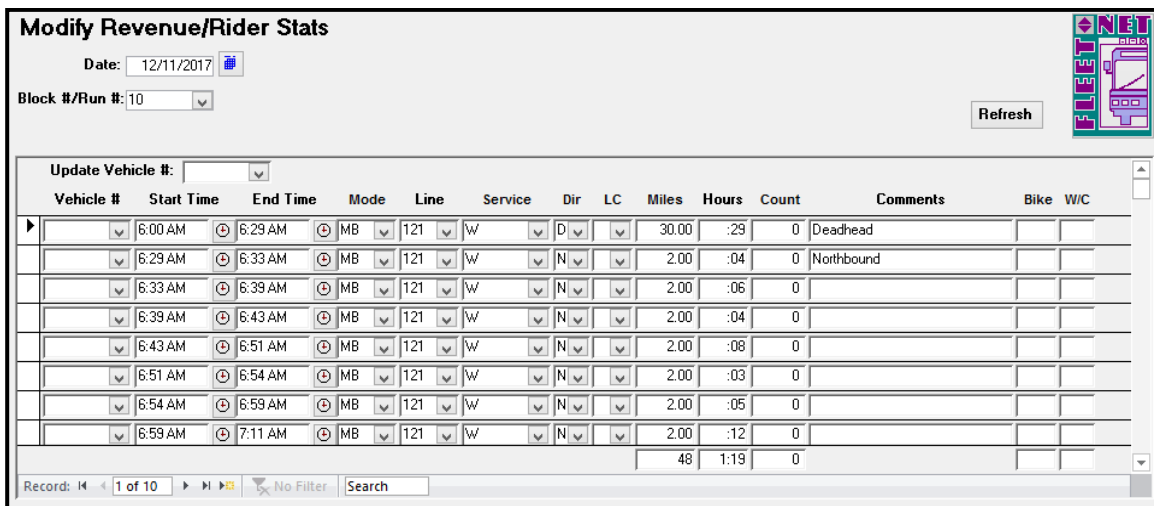 Modify Revenue/Rider Stats
FLEET NET
Date: 12/11/2017
Block #/Run #: 10
Refresh
Update Vehicle #:
Vehicle # Start Time End Time Mode Line Service Dir LC Miles Hours Count Comments Bike W/C
6:00 AM 6:29 AM MB 121 W D 30.00 :29 0 Deadhead
6:29 AM 6:33 AM MB 121 W N 2.00 :04 0 Northbound
6:33 AM 6:39 AM MB 121 W N 2.00 :06 0
6:39 AM 6:43 AM MB 121 W N 2.00 :04 0
6:43 AM 6:51 AM MB 121 W N 2.00 :08 0
6:51 AM 6:54 AM MB 121 W N 2.00 :03 0
6:54 AM 6:59 AM MB 121 W N 2.00 :05 0
6:59 AM 7:11 AM MB 121 W N 2.00 :12 0
48 1:19 0
Record: 1 of 10 No Filter Search